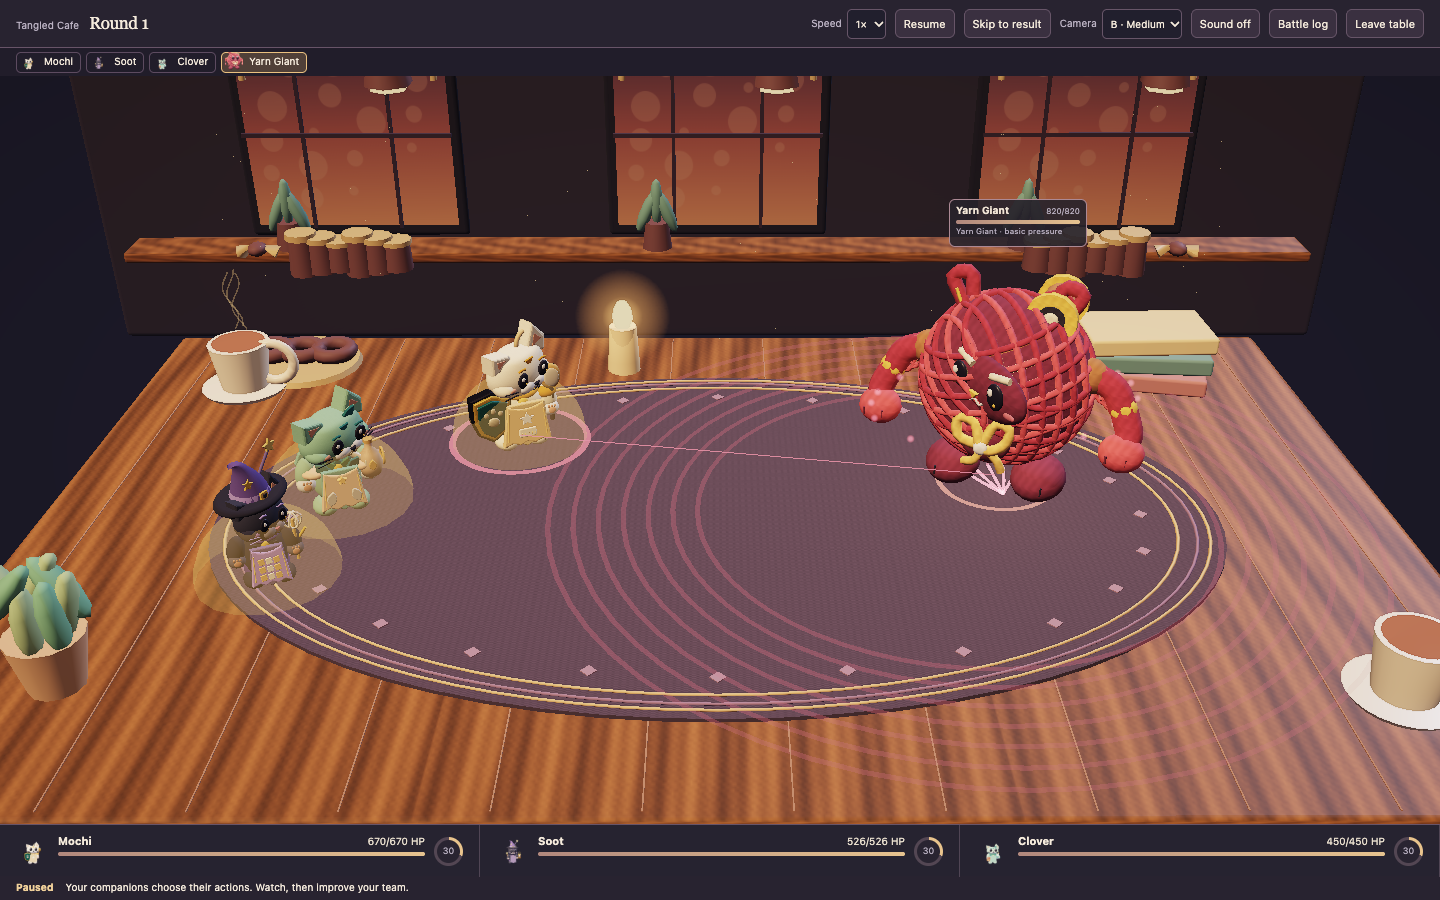 Tangled Cafe Round 1
Speed 1x Resume Skip to result Camera B · Medium Sound off Battle log Leave table
Mochi Soot Clover Yarn Giant
Yarn Giant 820/820
Yarn Giant · basic pressure
Mochi 670/670 HP 30
Soot 526/526 HP 30
Clover 450/450 HP 30
Paused Your companions choose their actions. Watch, then improve your team.